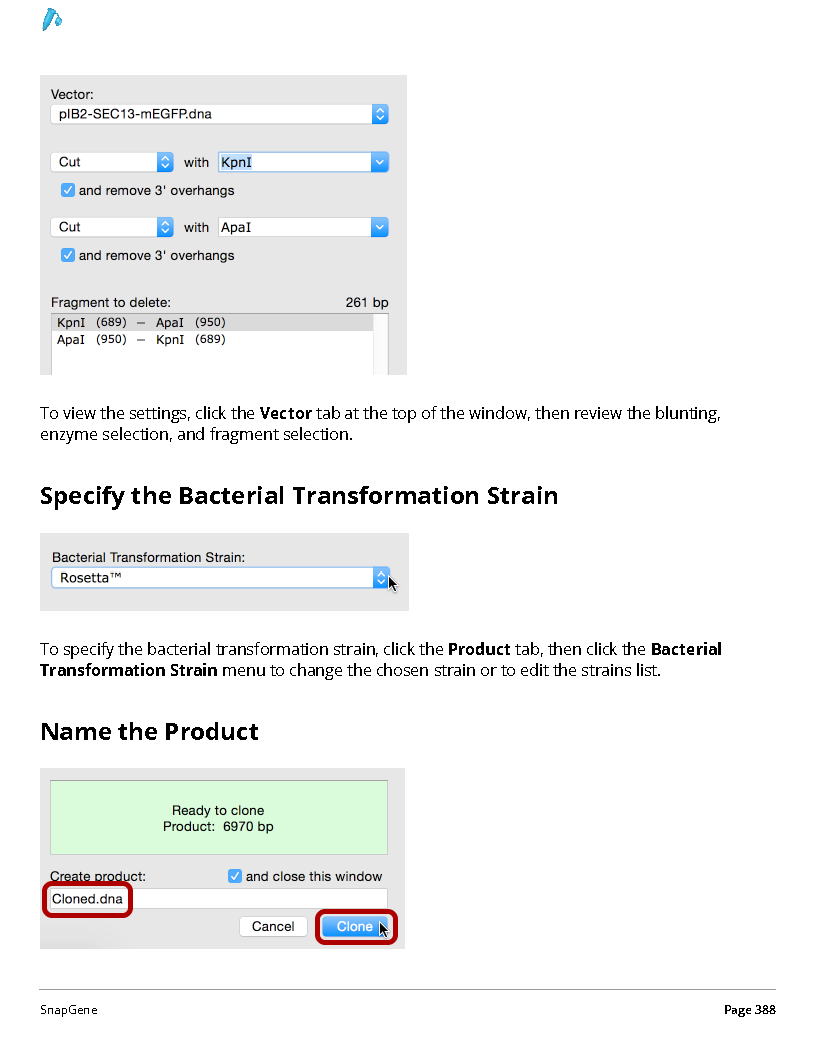 Vector:
pIB2-SEC13-mEGFP.dna
Cut with KpnI
and remove 3' overhangs
Cut with ApaI
and remove 3' overhangs
Fragment to delete: 261 bp
KpnI (689) – ApaI (950)
ApaI (950) – KpnI (689)
To view the settings, click the Vector tab at the top of the window, then review the blunting,
enzyme selection, and fragment selection.
Specify the Bacterial Transformation Strain
Bacterial Transformation Strain:
Rosetta™
To specify the bacterial transformation strain, click the Product tab, then click the Bacterial
Transformation Strain menu to change the chosen strain or to edit the strains list.
Name the Product
Ready to clone
Product: 6970 bp
Create product: and close this window
Cloned.dna
Cancel Clone
SnapGene Page 388